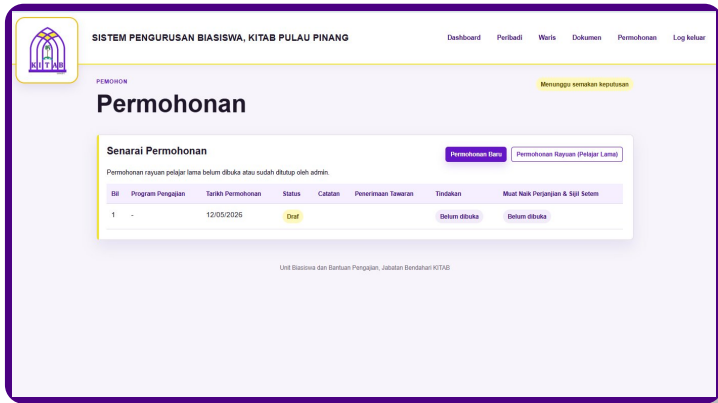 KITAB
SISTEM PENGURUSAN BIASISWA, KITAB PULAU PINANG
Dashboard Peribadi Waris Dokumen Permohonan Log keluar
PEMOHON
Permohonan
Menunggu semakan keputusan
Senarai Permohonan
Permohonan Baru Permohonan Rayuan (Pelajar Lama)
Permohonan rayuan pelajar lama belum dibuka atau sudah ditutup oleh admin.
Bil Program Pengajian Tarikh Permohonan Status Catatan Penerimaan Tawaran Tindakan Muat Naik Perjanjian & Sijil Setem
1 - 12/05/2026 Draf Belum dibuka Belum dibuka
Unit Biasiswa dan Bantuan Pengajian, Jabatan Bendahari KITAB